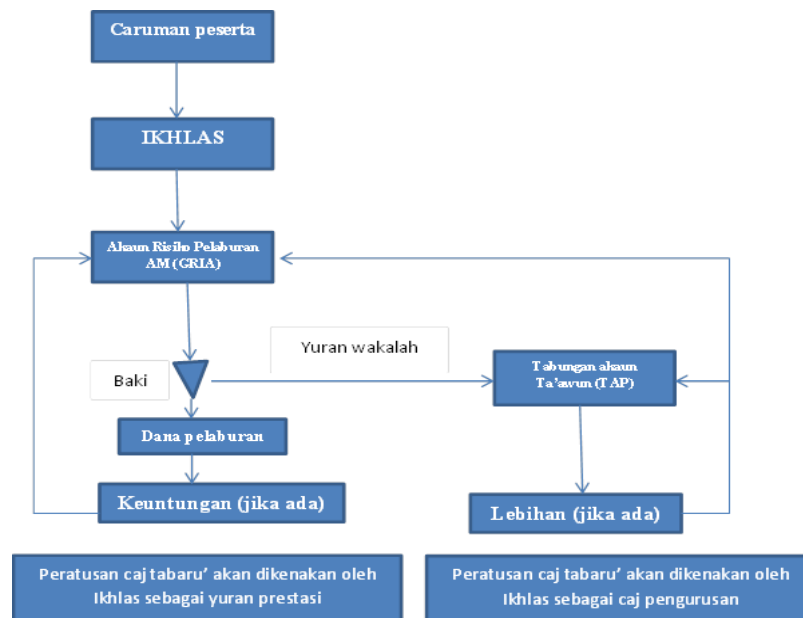 Caruman peserta
IKHLAS
Akaun Risiko Pelaburan
AM (GRIA)
Yuran wakalah
Baki
Tabungan akaun
Ta'awun (TAP)
Dana pelaburan
Keuntungan (jika ada)
Lebihan (jika ada)
Peratusan caj tabaru' akan dikenakan oleh
Ikhlas sebagai yuran prestasi
Peratusan caj tabaru' akan dikenakan oleh
Ikhlas sebagai caj pengurusan